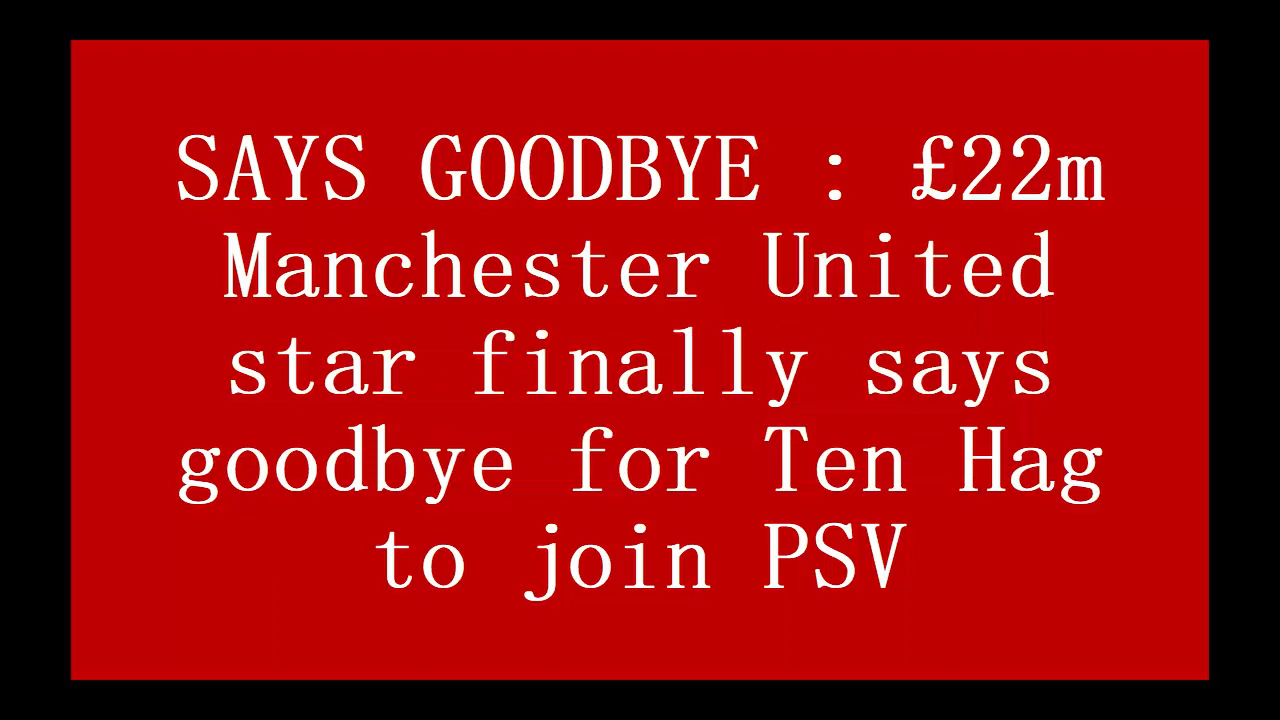 SAYS GOODBYE : £22m
Manchester United
star finally says
goodbye for Ten Hag
to join PSV